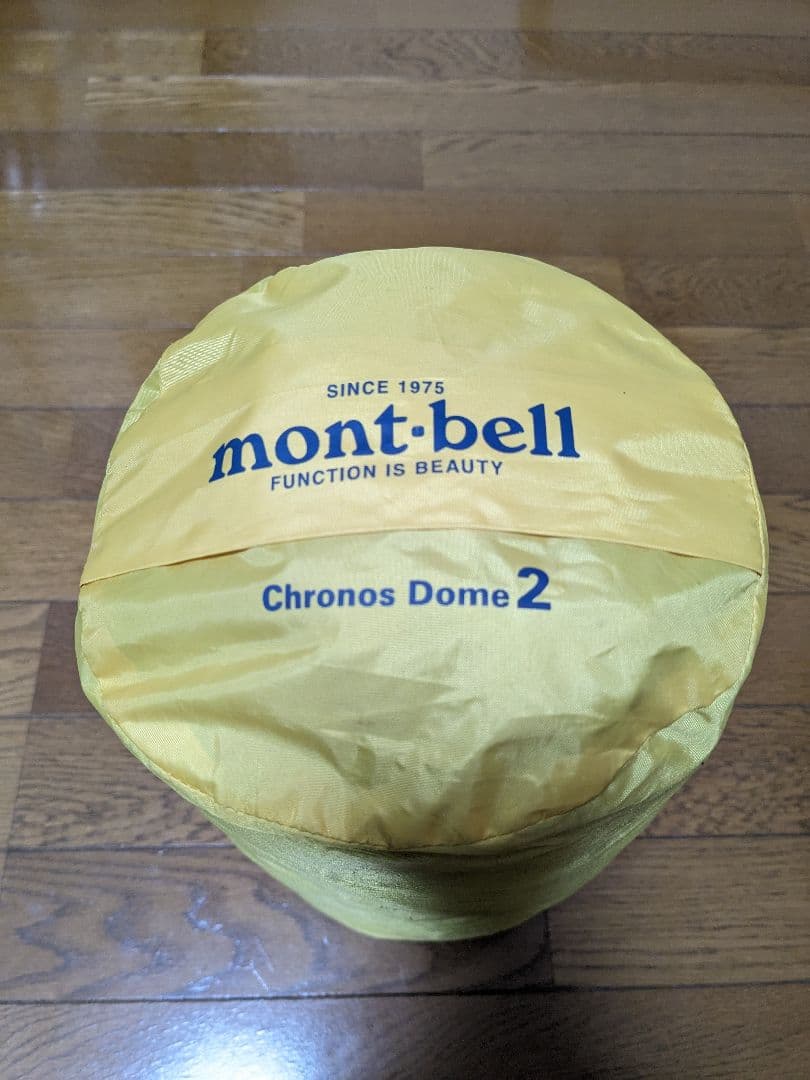 SINCE 1975
mont·bell
FUNCTION IS BEAUTY
Chronos Dome 2